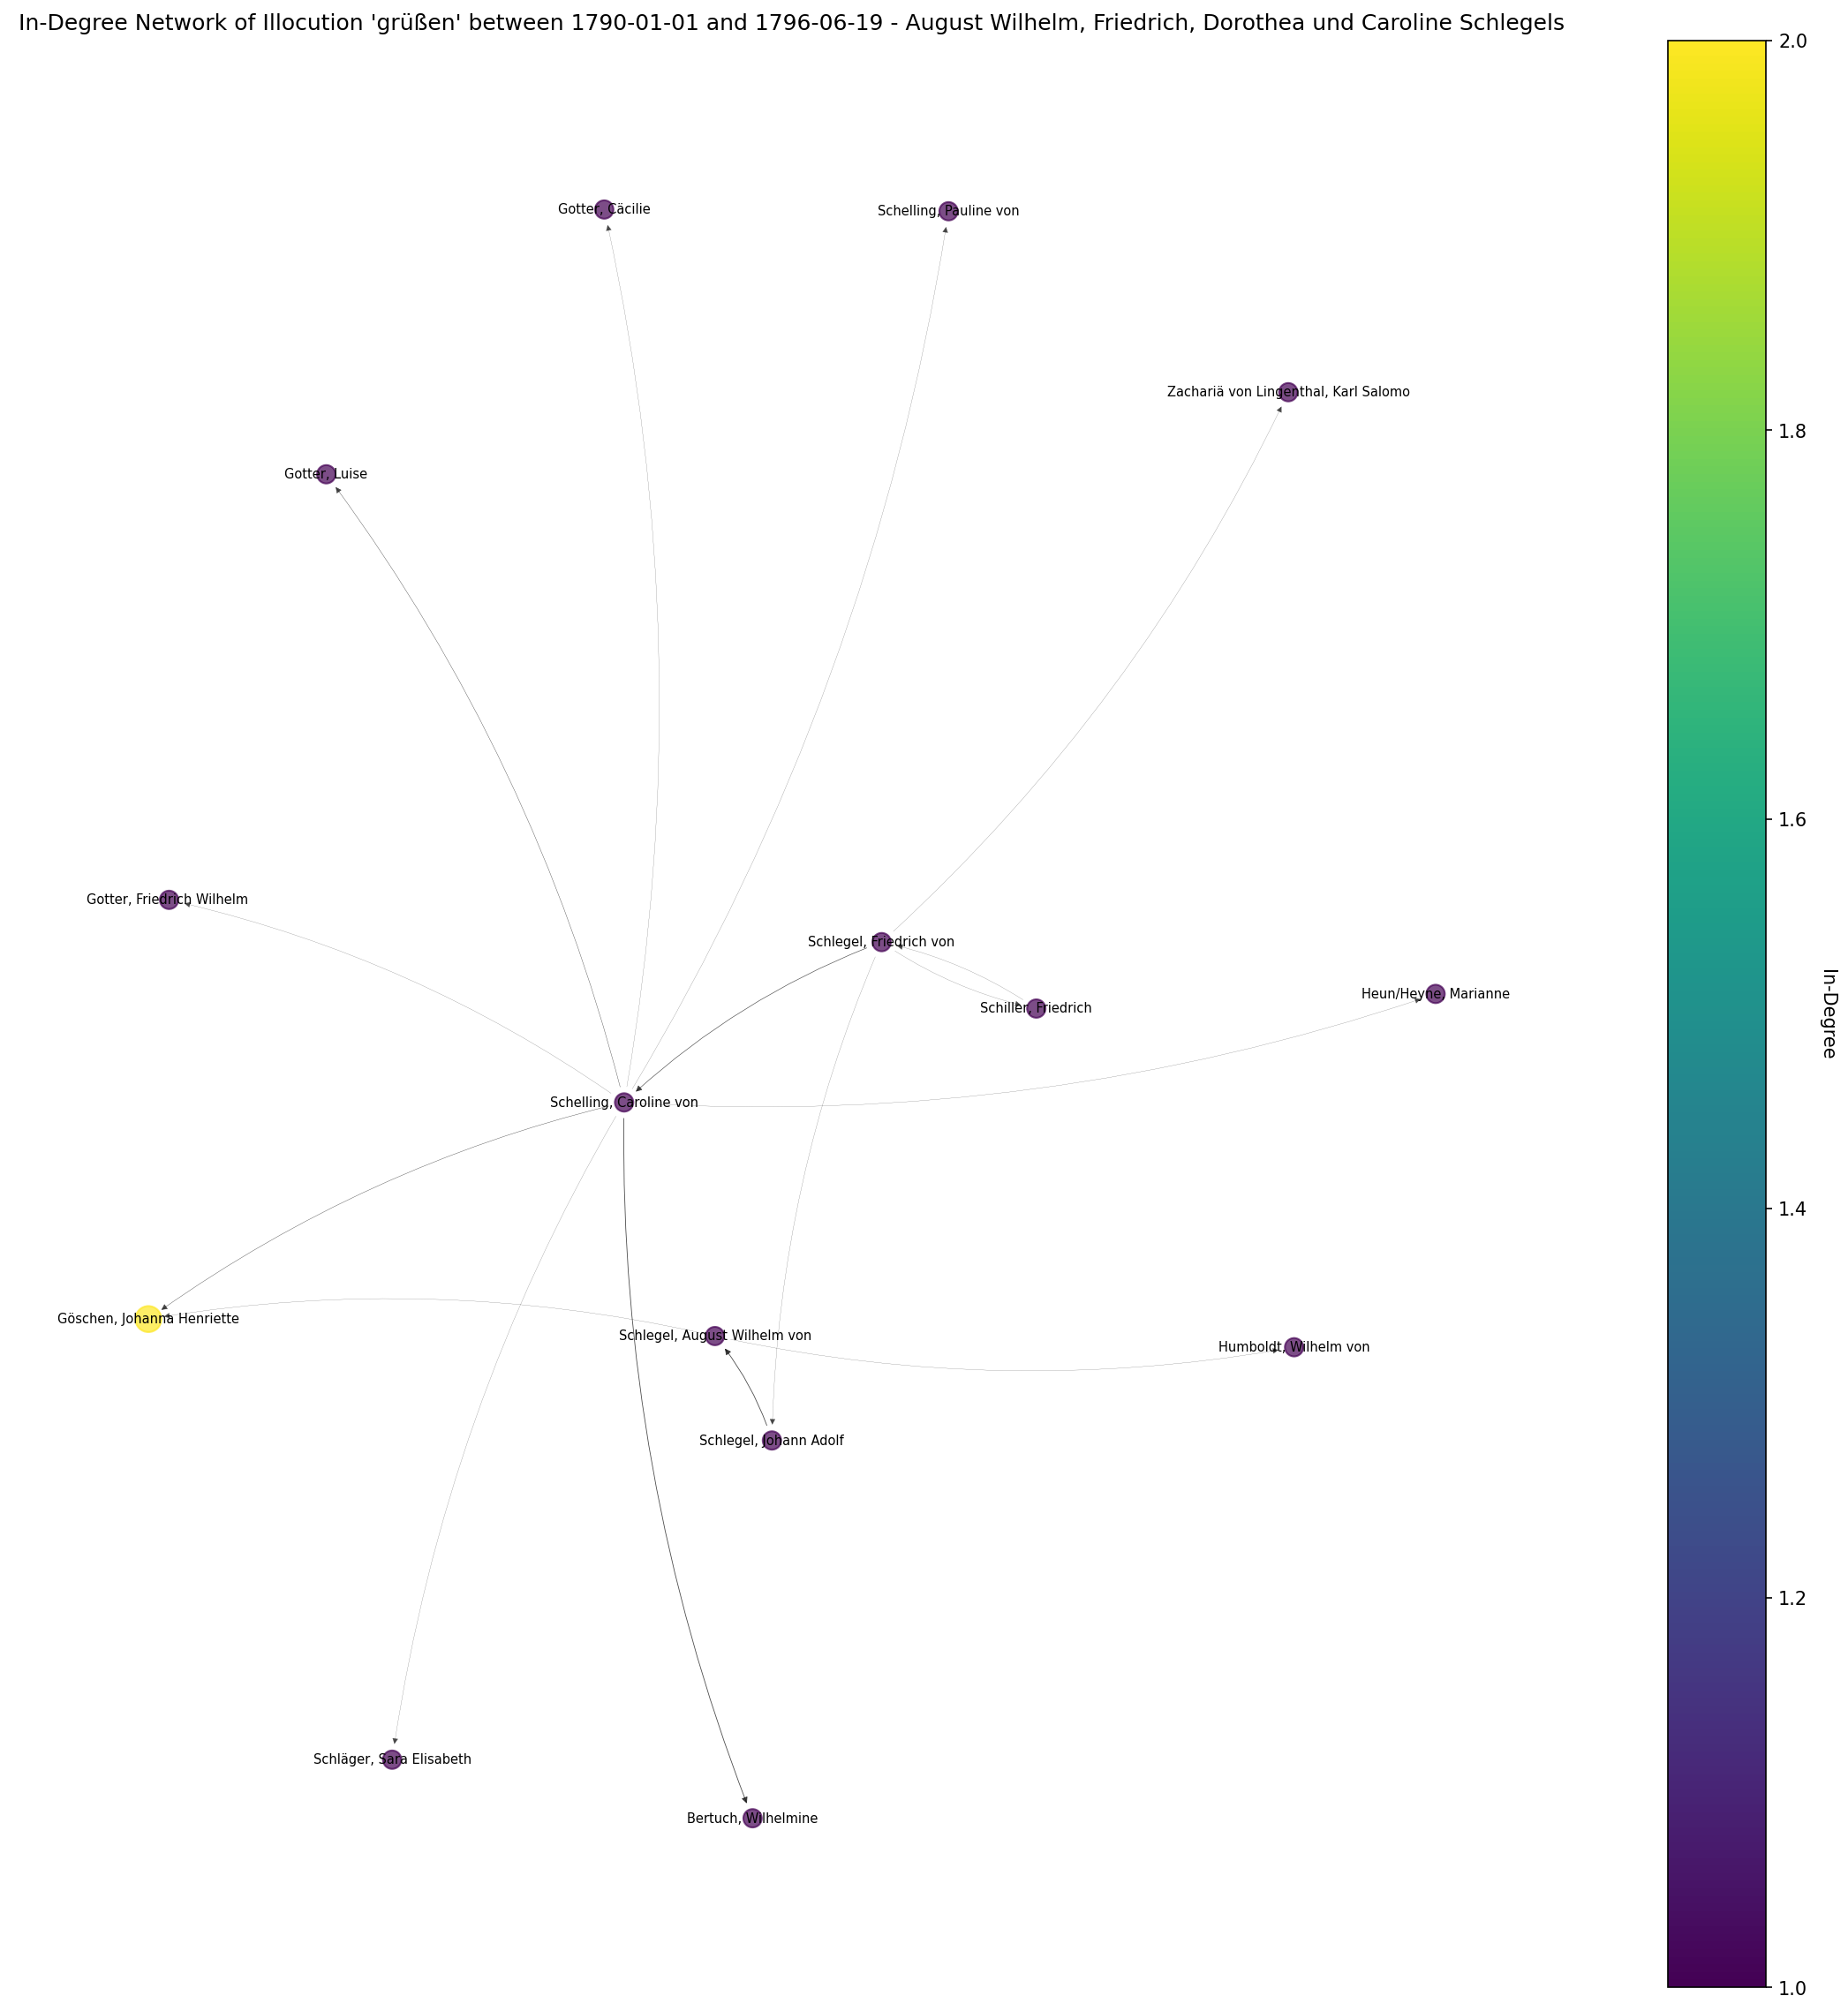 In-Degree Network of Illocution 'grüßen' between 1790-01-01 and 1796-06-19 - August Wilhelm, Friedrich, Dorothea und Caroline Schlegels
2.0
Gotter, Cäcilie
Schelling, Pauline von
Zachariä von Lingenthal, Karl Salomo
1.8
Gotter, Luise
1.6
Gotter, Friedrich Wilhelm
Schlegel, Friedrich von
Heun/Heyne, Marianne
Schiller, Friedrich
In-Degree
Schelling, Caroline von
1.4
Göschen, Johanna Henriette
Schlegel, August Wilhelm von
Humboldt, Wilhelm von
Schlegel, Johann Adolf
1.2
Schläger, Sara Elisabeth
Bertuch, Wilhelmine
1.0